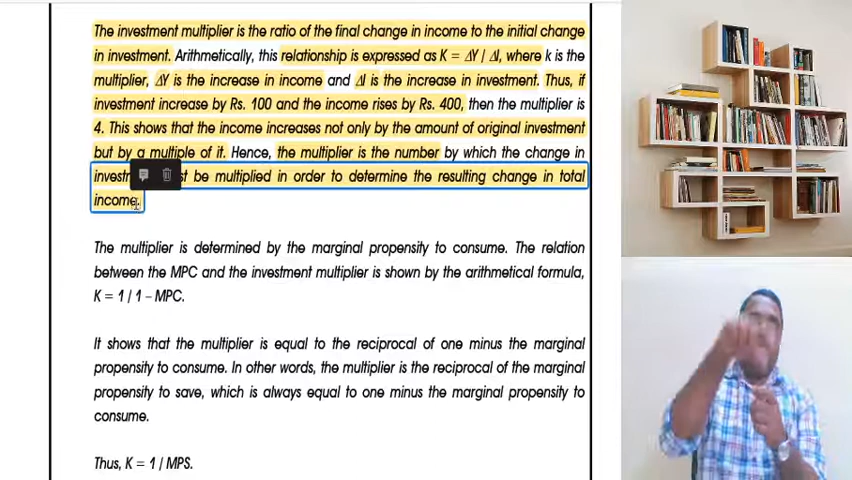 The investment multiplier is the ratio of the final change in income to the initial change
in investment. Arithmetically, this relationship is expressed as K = ΔY / ΔI, where k is the
multiplier, ΔY is the increase in income and ΔI is the increase in investment. Thus, if
investment increase by Rs. 100 and the income rises by Rs. 400, then the multiplier is
4. This shows that the income increases not only by the amount of original investment
but by a multiple of it. Hence, the multiplier is the number by which the change in
be multiplied in order to determine the resulting change in total
income.
The multiplier is determined by the marginal propensity to consume. The relation
between the MPC and the investment multiplier is shown by the arithmetical formula,
K = 1 / 1 – MPC.
It shows that the multiplier is equal to the reciprocal of one minus the marginal
propensity to consume. In other words, the multiplier is the reciprocal of the marginal
propensity to save, which is always equal to one minus the marginal propensity to
consume.
Thus, K = 1 / MPS.